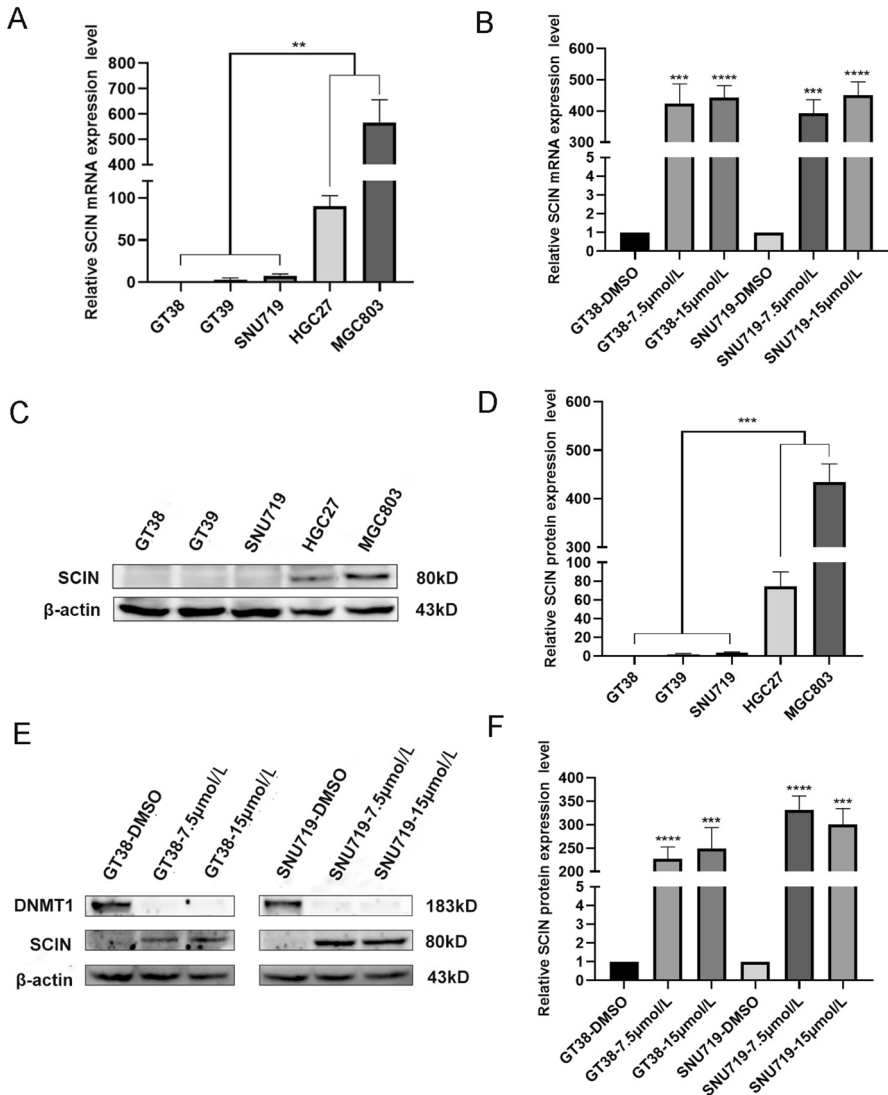 A
Relative SCIN mRNA expression level
**
800
700
600
500
400
100
50
0
GT38
GT39
SNU719
HGC27
MGC803
B
Relative SCIN mRNA expression level
600
500
400
300
5
4
3
2
1
0
***
****
***
****
GT38-DMSO
GT38-7.5μmol/L
GT38-15μmol/L
SNU719-DMSO
SNU719-7.5μmol/L
SNU719-15μmol/L
C
GT38
GT39
SNU719
HGC27
MGC803
SCIN 80kD
β-actin 43kD
D
Relative SCIN protein expression level
***
600
500
400
300
100
80
60
40
20
0
GT38
GT39
SNU719
HGC27
MGC803
E
GT38-DMSO
GT38-7.5μmol//L
GT38-15μmol//L
SNU719-DMSO
SNU719-7.5μmol//L
SNU719-15μmol//L
DNMT1 183kD
SCIN 80kD
β-actin 43kD
F
Relative SCIN protein expression level
400
350
300
250
200
5
4
3
2
1
0
****
***
****
***
GT38-DMSO
GT38-7.5μmol/L
GT38-15μmol/L
SNU719-DMSO
SNU719-7.5μmol/L
SNU719-15μmol/L